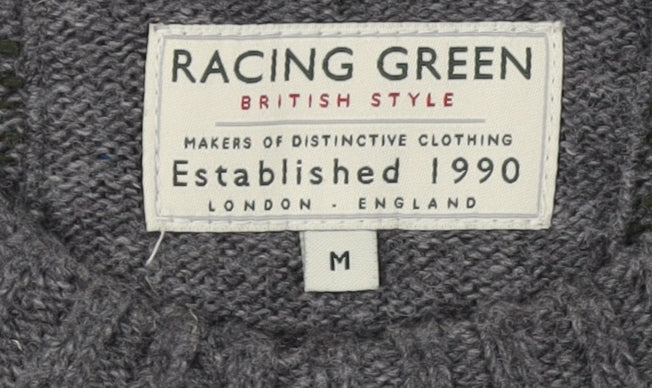 RACING GREEN
BRITISH STYLE
MAKERS OF DISTINCTIVE CLOTHING
Established 1990
LONDON - ENGLAND
M